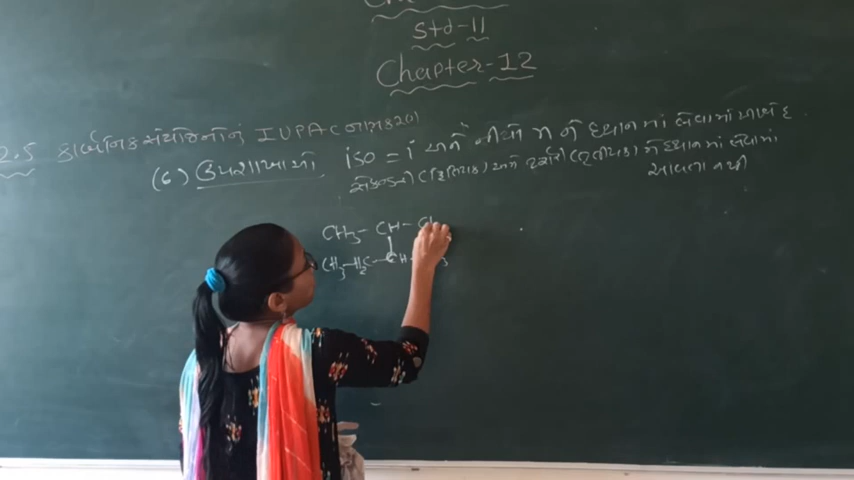 Std-11
Chapter-12
2.5 કાર્બનિક સંયોજનોનું IUPAC નામકરણ
(6) ઉપશાખાઓ iso = i અને નીયો n ને ધ્યાનમાં લેવામાં આવે છે.
સેકન્ડરી (દ્વિતીયક) અને ટર્શરી (તૃતીયક) ને ધ્યાનમાં લેવામાં
આવતા નથી
CH3 - CH - C
CH3-H2C - CH